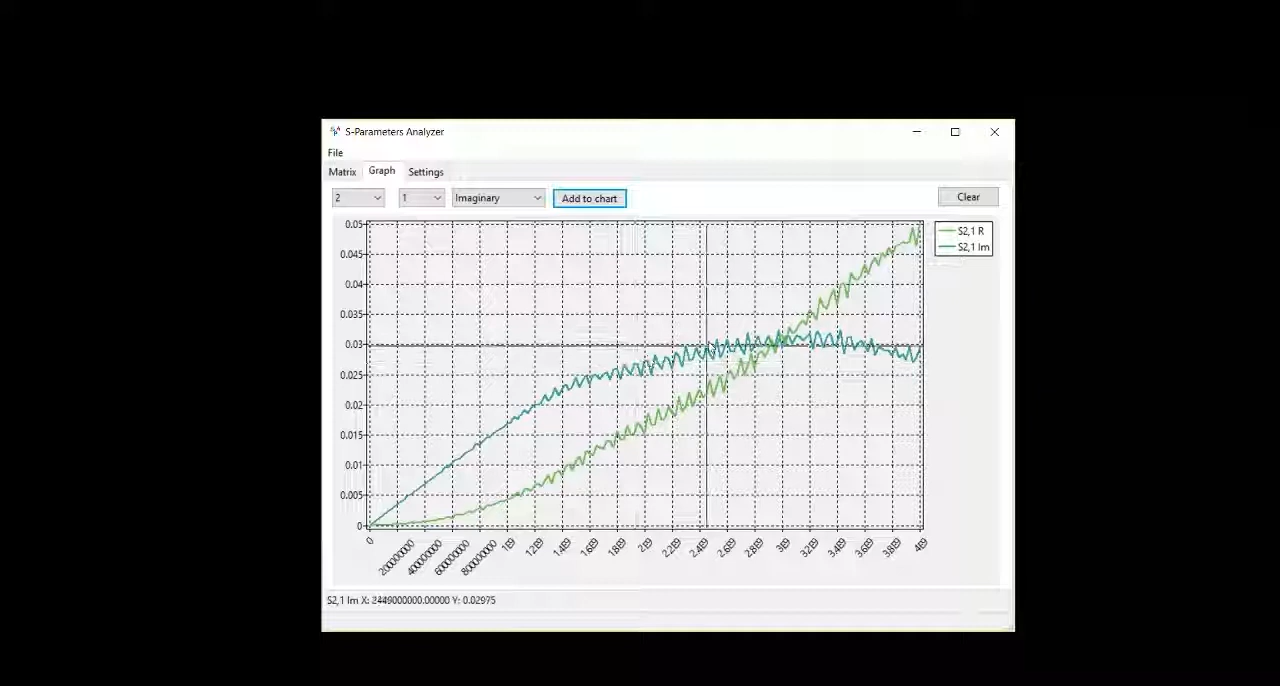 S-Parameters Analyzer
File
Matrix Graph Settings
2 1 Imaginary Add to chart Clear
0.05
0.045
0.04
0.035
0.03
0.025
0.02
0.015
0.01
0.005
0
S2,1 R
S2,1 Im
0 200000000 400000000 600000000 800000000 1E9 1.2E9 1.4E9 1.6E9 1.8E9 2E9 2.2E9 2.4E9 2.6E9 2.8E9 3E9 3.2E9 3.4E9 3.6E9 3.8E9 4E9
S2,1 Im X: 2449000000.00000 Y: 0.02975